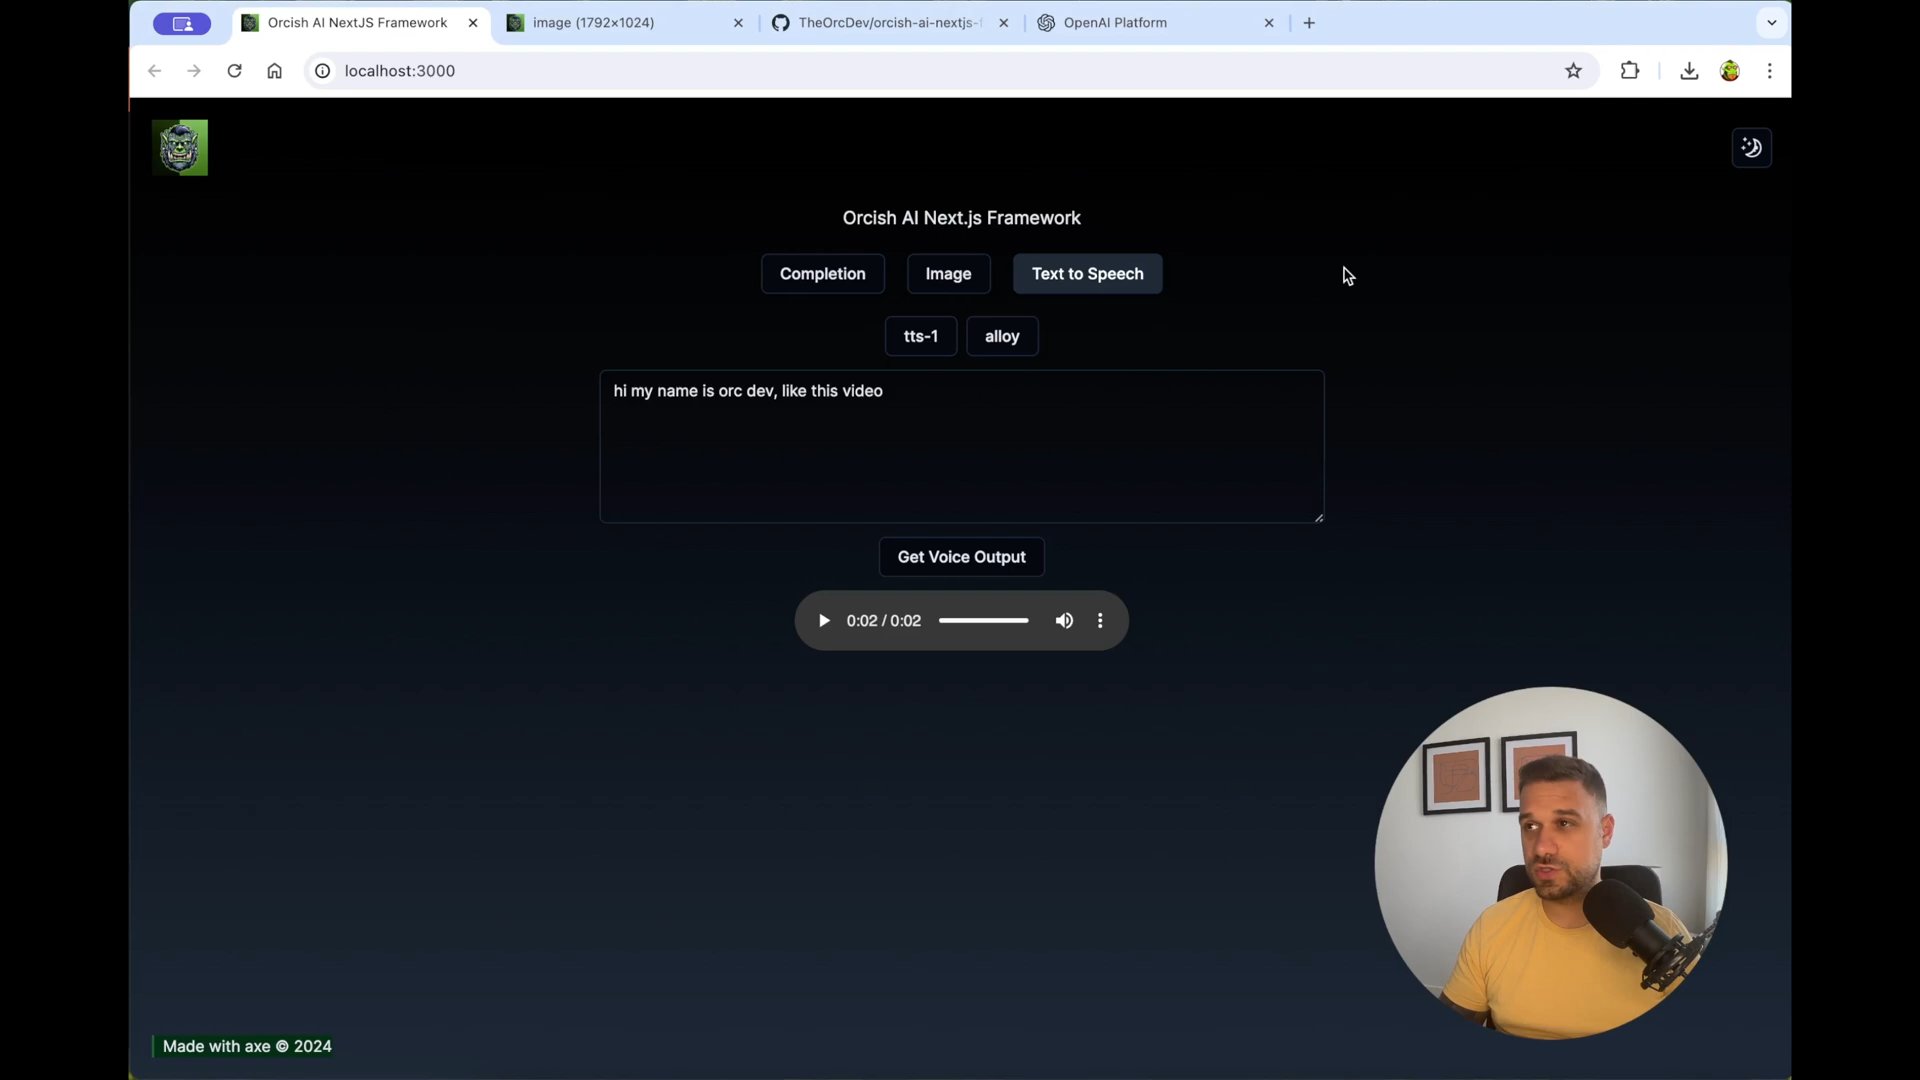 Orcish AI NextJS Framework
image (1792×1024)
TheOrcDev/orcish-ai-nextjs-
OpenAI Platform
localhost:3000
Orcish AI Next.js Framework
Completion
Image
Text to Speech
tts-1
alloy
hi my name is orc dev, like this video
Get Voice Output
0:02 / 0:02
Made with axe © 2024